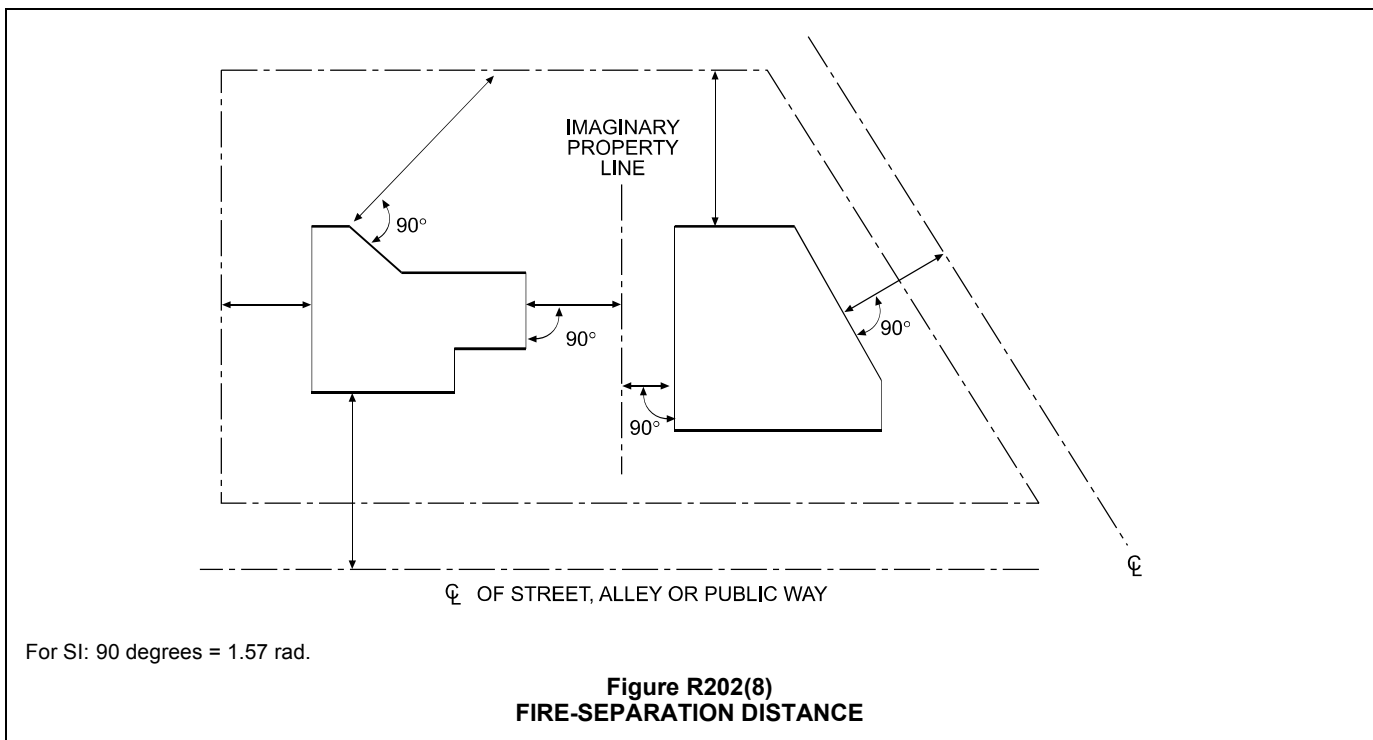 IMAGINARY
PROPERTY
LINE
90°
90°
90°
90°
℄
℄ OF STREET, ALLEY OR PUBLIC WAY
For SI: 90 degrees = 1.57 rad.
Figure R202(8)
FIRE-SEPARATION DISTANCE